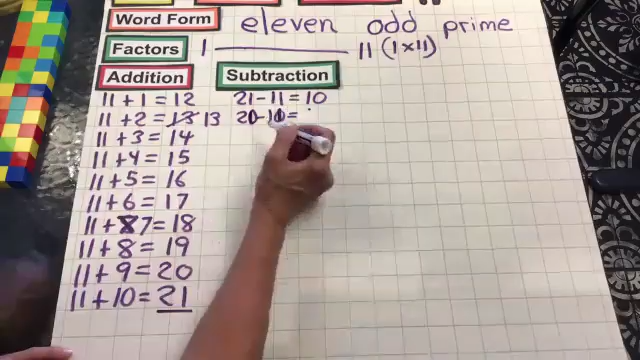 Word Form eleven odd prime
Factors 1 11 (1×11)
Addition Subtraction
11 + 1 = 12 21 - 11 = 10
11 + 2 = 13 13 20 - 10 =
11 + 3 = 14
11 + 4 = 15
11 + 5 = 16
11 + 6 = 17
11 + 7 = 18
11 + 8 = 19
11 + 9 = 20
11 + 10 = 21